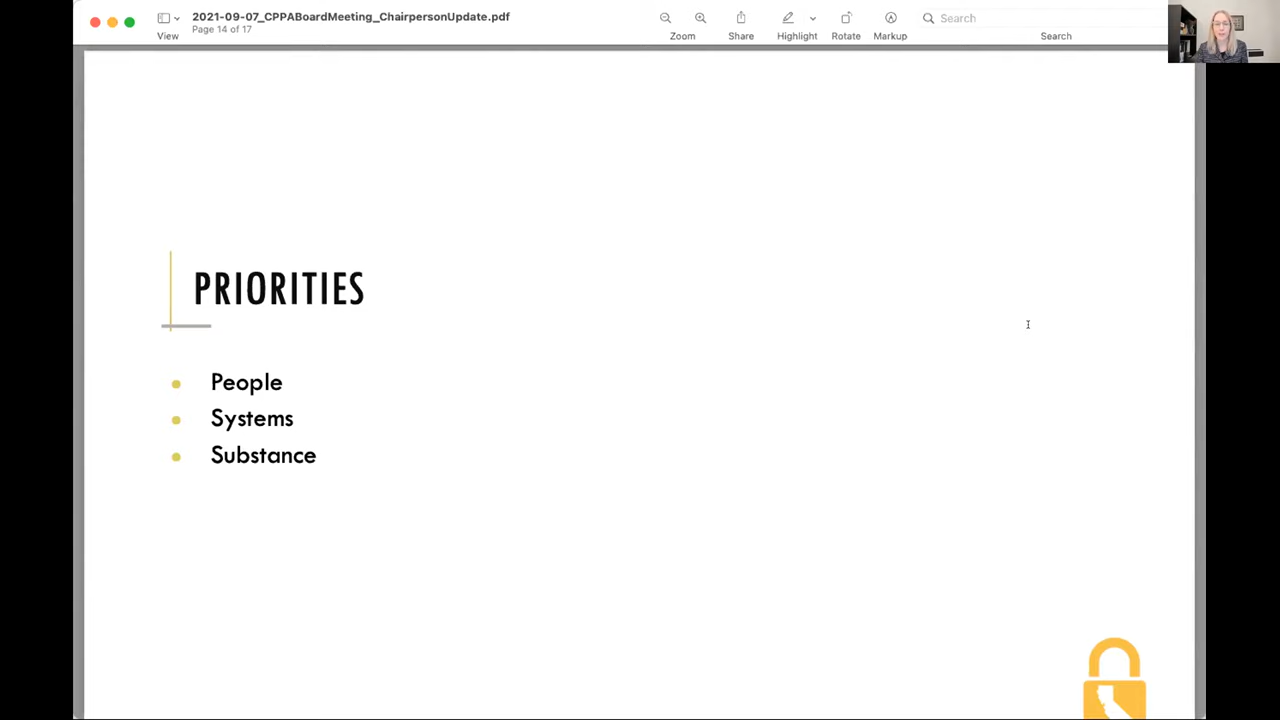 2021-09-07_CPPABoardMeeting_ChairpersonUpdate.pdf
Page 14 of 17
View
Zoom
Share
Highlight
Rotate
Markup
Search
Search
PRIORITIES
People
Systems
Substance